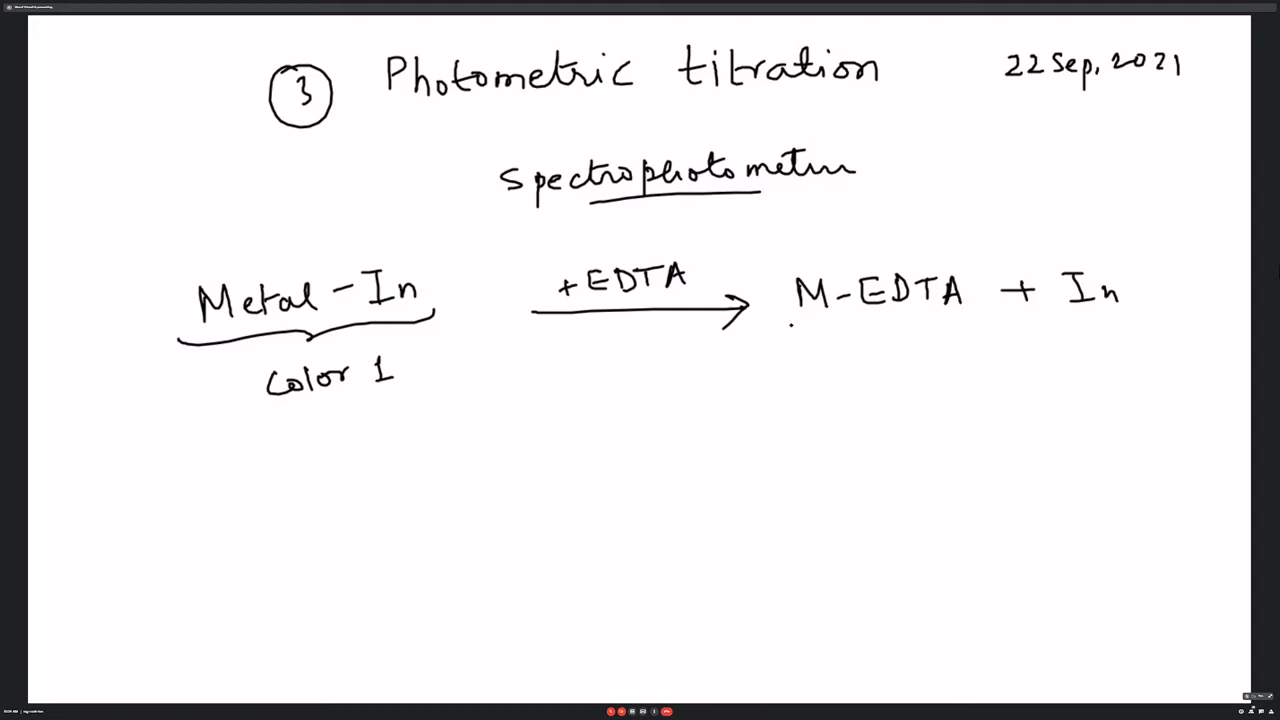 3 Photometric titration 22 Sep, 2021
Spectrophotometer
Metal - In +EDTA M-EDTA + In
Color 1